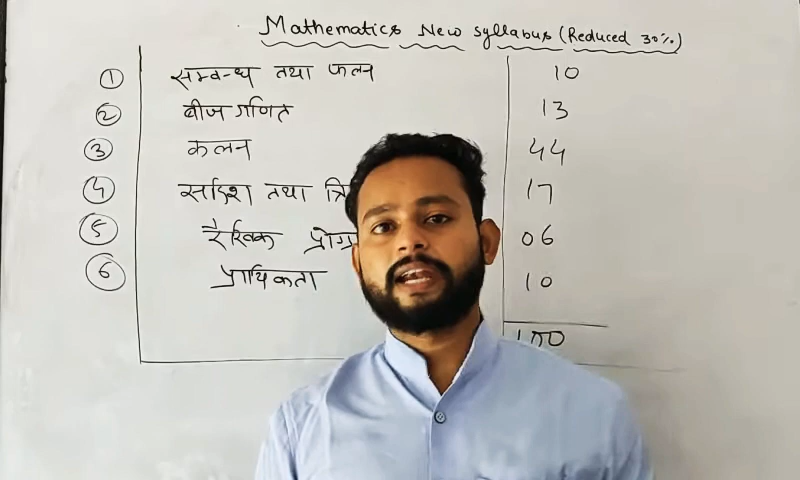 Mathematics New Syllabus (Reduced 30%)
① सम्बन्ध तथा फलन 10
② बीजगणित 13
③ कलन 44
④ सदिश तथा 17
⑤ रैखिक 06
⑥ प्रायिकता 10
100